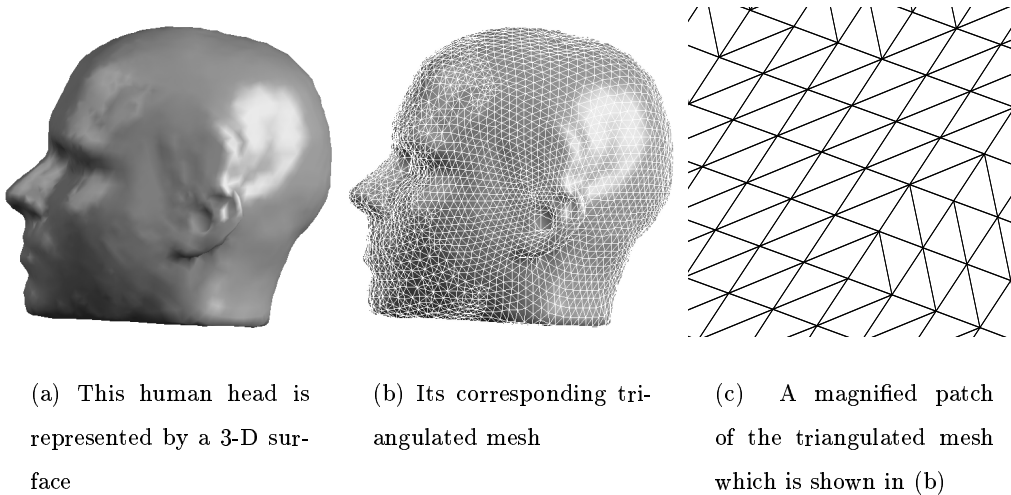 (a) This human head is
represented by a 3-D sur-
face
(b) Its corresponding tri-
angulated mesh
(c) A magnified patch
of the triangulated mesh
which is shown in (b)